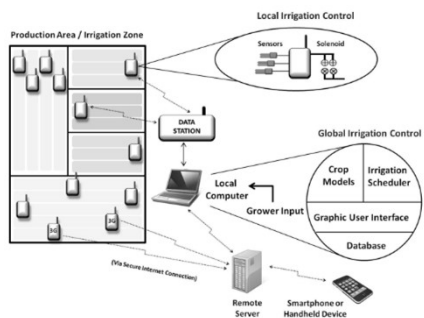 Local Irrigation Control
Production Area / Irrigation Zone
Sensors
Solenoid
DATA
STATION
Global Irrigation Control
Crop
Models
Irrigation
Scheduler
Local
Computer
Grower Input
Graphic User Interface
Database
3G
3G
(Via Secure Internet Connection)
Remote
Server
Smartphone or
Handheld Device